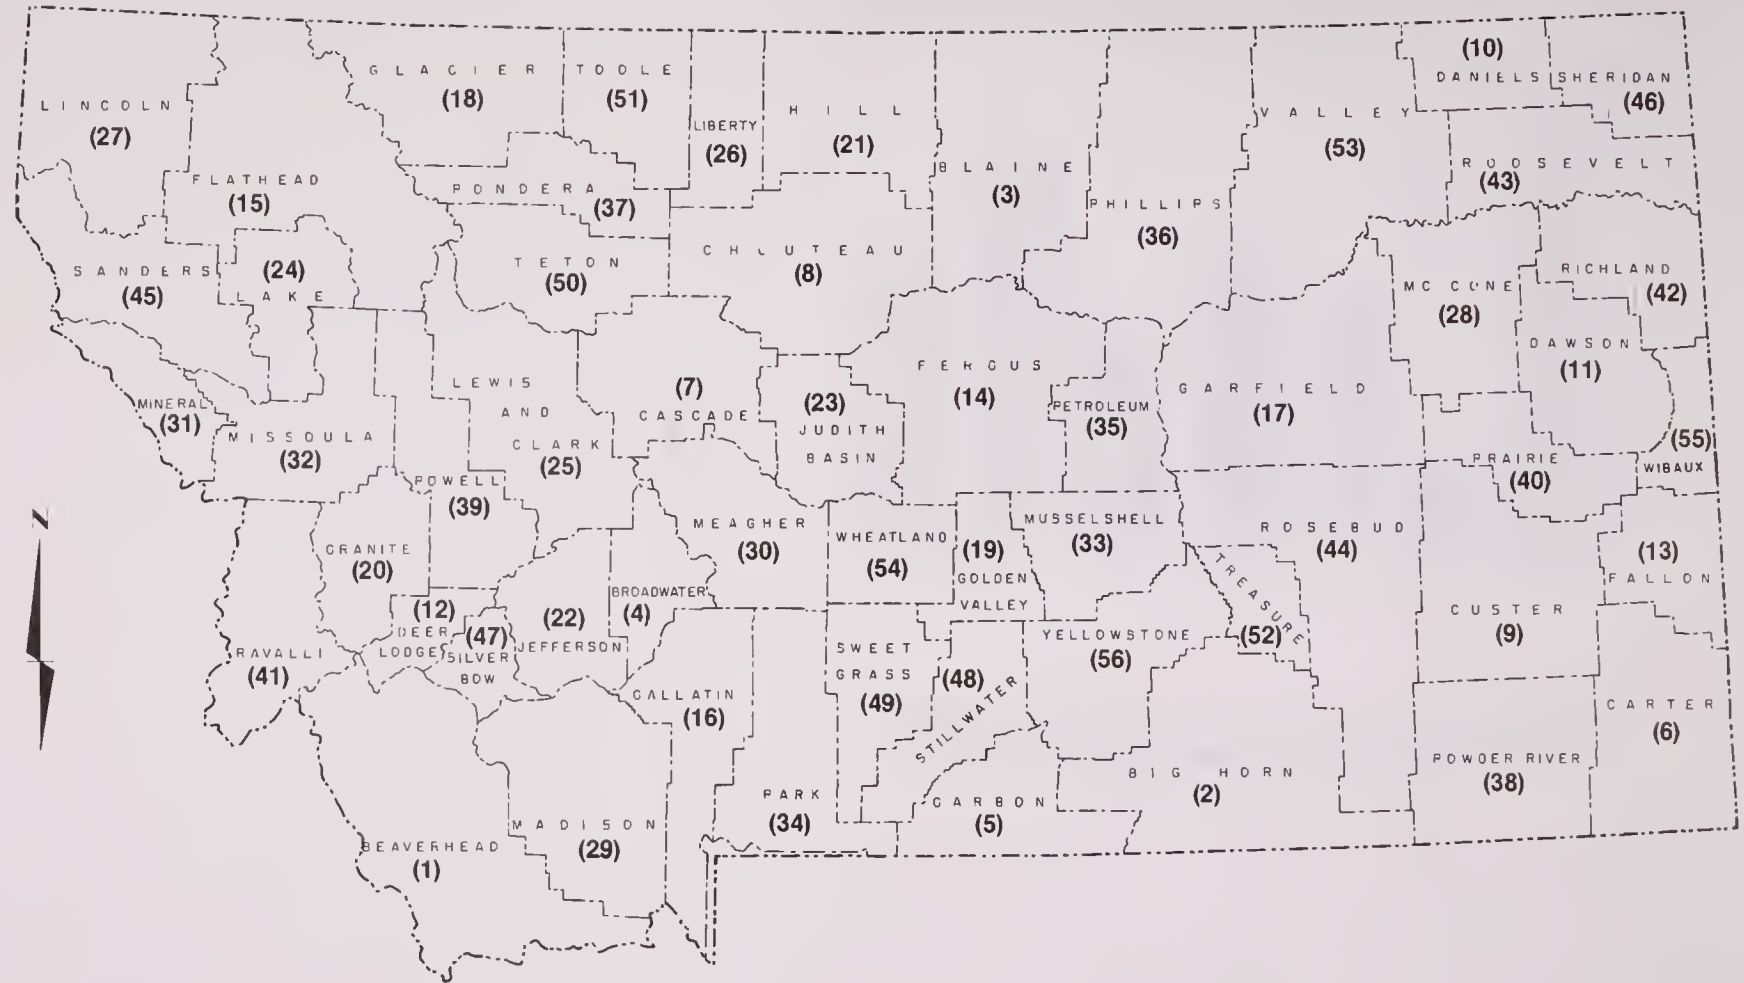 GLACIER
(18)
TOOLE
(51)
LINCOLN
(27)
LIBERTY
(26)
HILL
(21)
BLAINE
(3)
PHILLIPS
(36)
VALLEY
(53)
(10)
DANIELS
SHERIDAN
(46)
ROOSEVELT
(43)
FLATHEAD
(15)
PONDERA
(37)
TETON
(50)
CHOUTEAU
(8)
SANDERS
(45)
(24)
LAKE
MC CONE
(28)
RICHLAND
(42)
DAWSON
(11)
MINERAL
(31)
MISSOULA
(32)
LEWIS
AND
CLARK
(25)
(7)
CASCADE
(23)
JUDITH
BASIN
FERGUS
(14)
PETROLEUM
(35)
GARFIELD
(17)
PRAIRIE
(40)
(55)
WIBAUX
POWELL
(39)
N
GRANITE
(20)
MEAGHER
(30)
WHEATLAND
(54)
(19)
GOLDEN
VALLEY
MUSSELSHELL
(33)
ROSEBUD
(44)
TREASURE
(52)
(13)
FALLON
CUSTER
(9)
(12)
DEER
LODGE
(47)
SILVER
BOW
(22)
JEFFERSON
BROADWATER
(4)
RAVALLI
(41)
GALLATIN
(16)
SWEET
GRASS
(49)
(48)
STILLWATER
YELLOWSTONE
(56)
CARTER
(6)
POWDER RIVER
(38)
BIG HORN
(2)
CARBON
(5)
PARK
(34)
MADISON
(29)
BEAVERHEAD
(1)